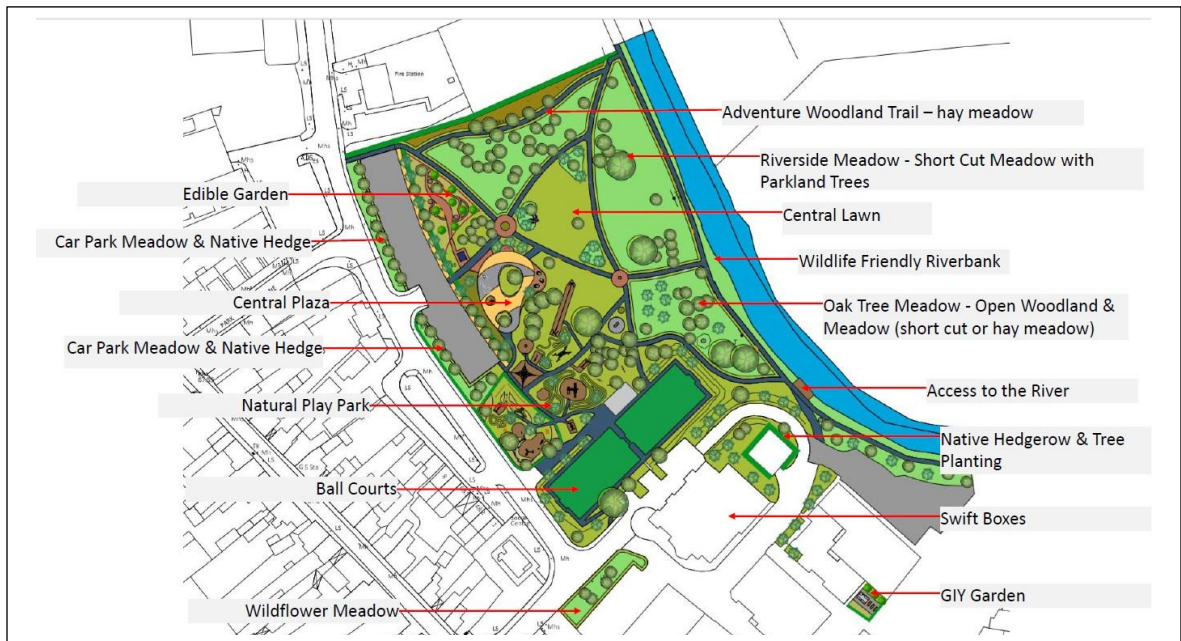 Fire Station
Adventure Woodland Trail – hay meadow
Riverside Meadow - Short Cut Meadow with
Parkland Trees
Edible Garden
Central Lawn
Car Park Meadow & Native Hedge
Wildlife Friendly Riverbank
Central Plaza
Oak Tree Meadow - Open Woodland &
Meadow (short cut or hay meadow)
Car Park Meadow & Native Hedge
Access to the River
Natural Play Park
Native Hedgerow & Tree
Planting
Ball Courts
Swift Boxes
GIY Garden
Wildflower Meadow